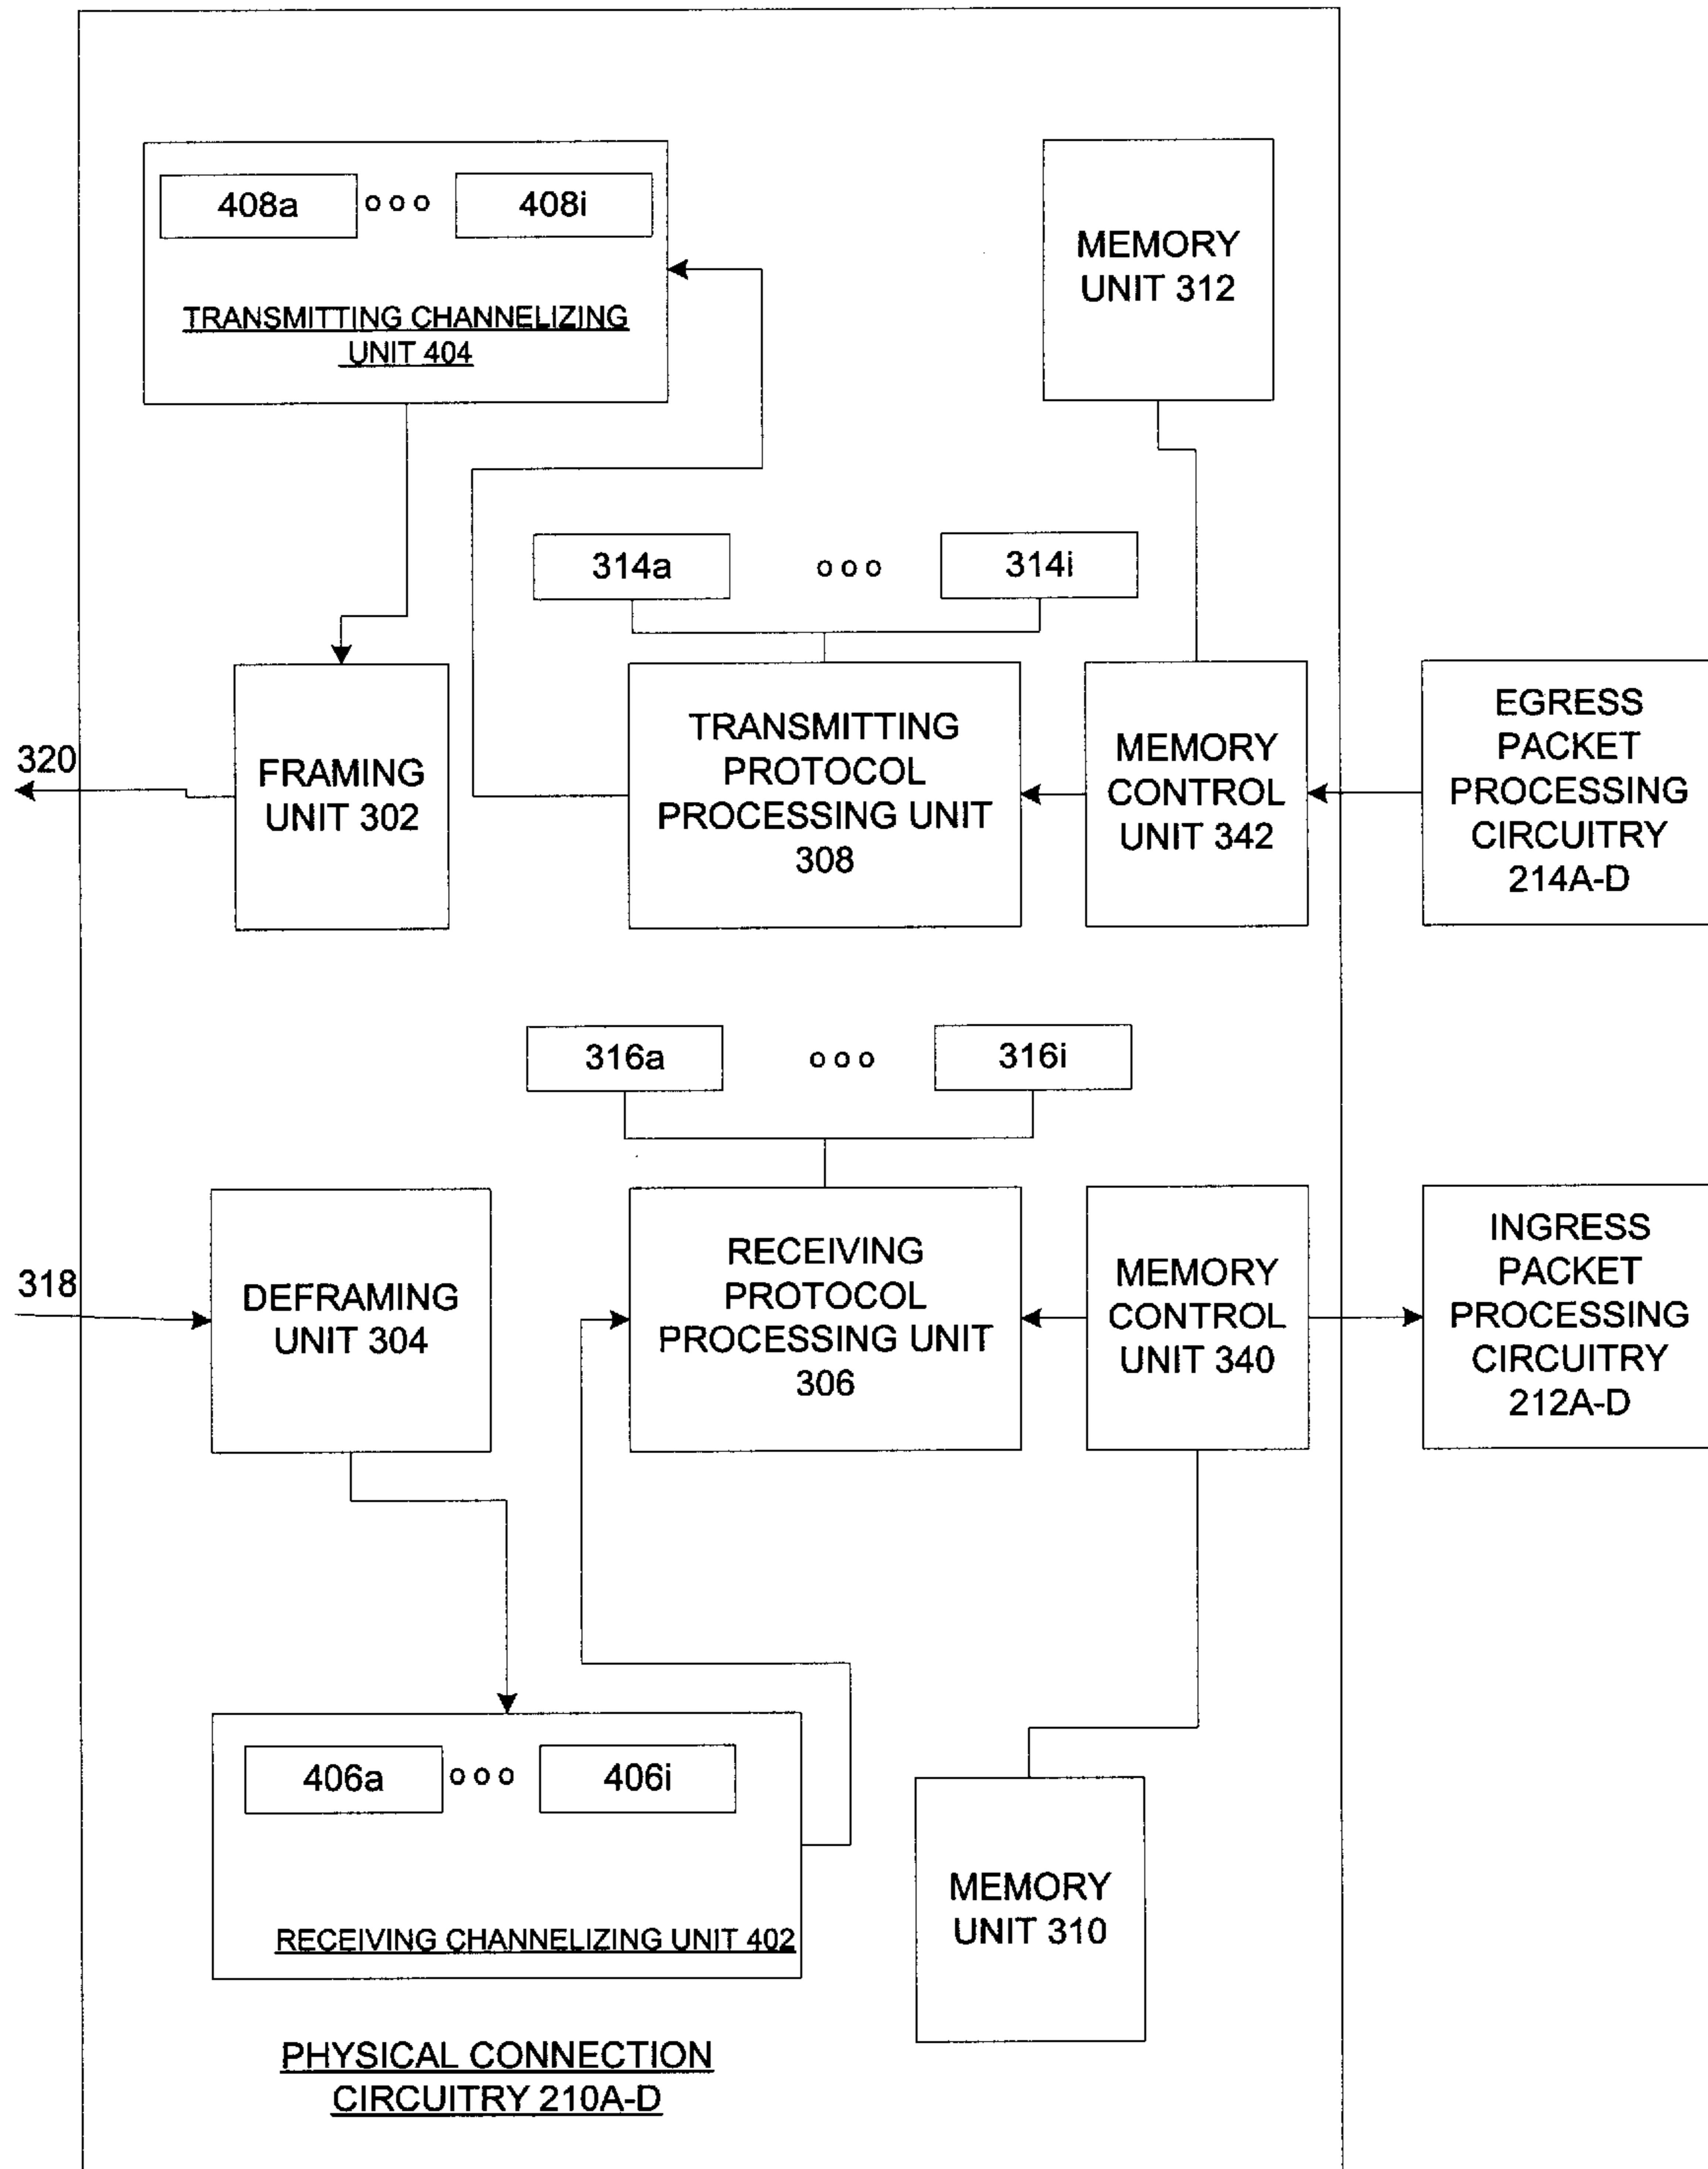 408a
ooo
408i
TRANSMITTING CHANNELIZING
UNIT 404
MEMORY
UNIT 312
314a
ooo
314i
320
FRAMING
UNIT 302
TRANSMITTING
PROTOCOL
PROCESSING UNIT
308
MEMORY
CONTROL
UNIT 342
EGRESS
PACKET
PROCESSING
CIRCUITRY
214A-D
316a
ooo
316i
318
DEFRAMING
UNIT 304
RECEIVING
PROTOCOL
PROCESSING UNIT
306
MEMORY
CONTROL
UNIT 340
INGRESS
PACKET
PROCESSING
CIRCUITRY
212A-D
406a
ooo
406i
RECEIVING CHANNELIZING UNIT 402
MEMORY
UNIT 310
PHYSICAL CONNECTION
CIRCUITRY 210A-D